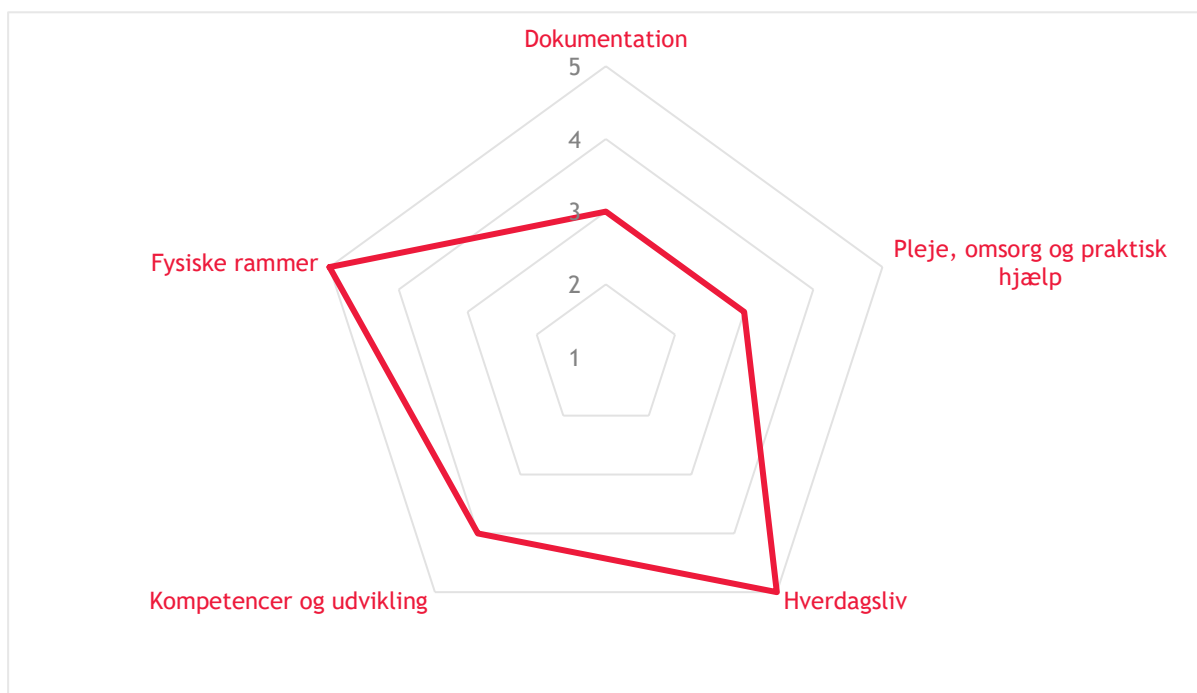 Dokumentation
5
4
3
2
1
Pleje, omsorg og praktisk
hjælp
Fysiske rammer
Kompetencer og udvikling
Hverdagsliv